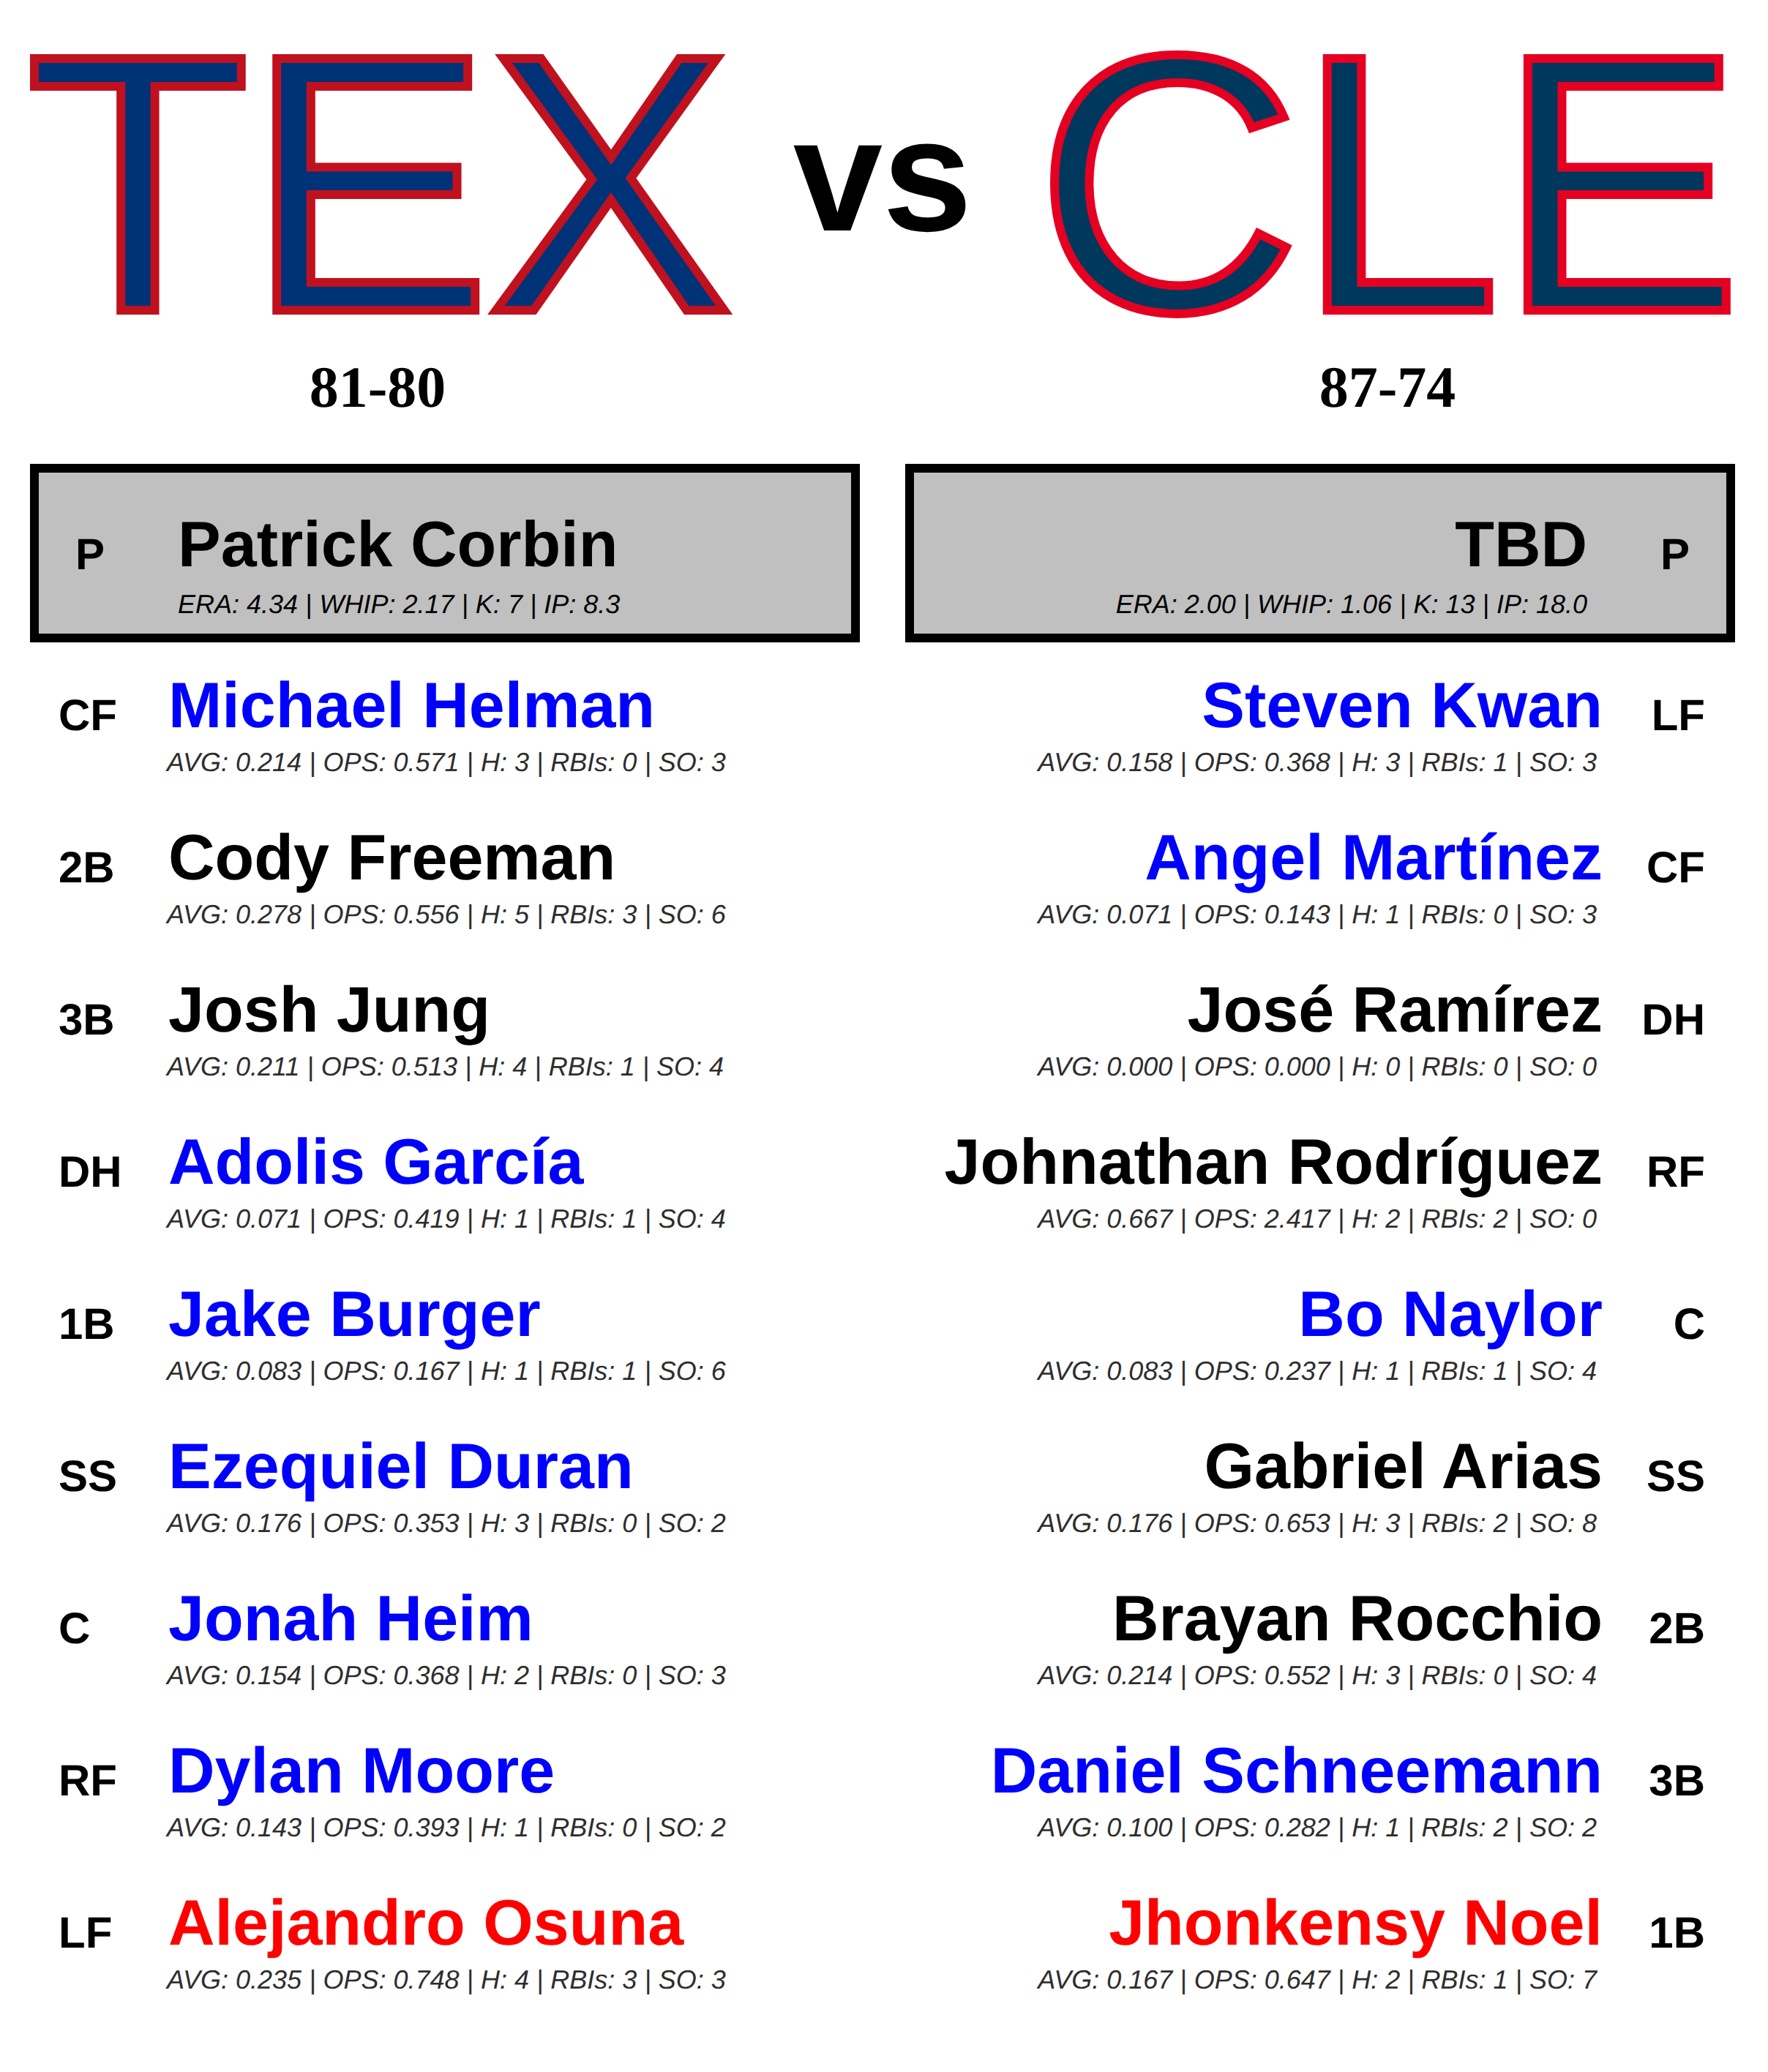 TEX vs CLE
81-80 87-74
P Patrick Corbin
ERA: 4.34 | WHIP: 2.17 | K: 7 | IP: 8.3
TBD P
ERA: 2.00 | WHIP: 1.06 | K: 13 | IP: 18.0
CF Michael Helman
AVG: 0.214 | OPS: 0.571 | H: 3 | RBIs: 0 | SO: 3
2B Cody Freeman
AVG: 0.278 | OPS: 0.556 | H: 5 | RBIs: 3 | SO: 6
3B Josh Jung
AVG: 0.211 | OPS: 0.513 | H: 4 | RBIs: 1 | SO: 4
DH Adolis García
AVG: 0.071 | OPS: 0.419 | H: 1 | RBIs: 1 | SO: 4
1B Jake Burger
AVG: 0.083 | OPS: 0.167 | H: 1 | RBIs: 1 | SO: 6
SS Ezequiel Duran
AVG: 0.176 | OPS: 0.353 | H: 3 | RBIs: 0 | SO: 2
C Jonah Heim
AVG: 0.154 | OPS: 0.368 | H: 2 | RBIs: 0 | SO: 3
RF Dylan Moore
AVG: 0.143 | OPS: 0.393 | H: 1 | RBIs: 0 | SO: 2
LF Alejandro Osuna
AVG: 0.235 | OPS: 0.748 | H: 4 | RBIs: 3 | SO: 3
Steven Kwan LF
AVG: 0.158 | OPS: 0.368 | H: 3 | RBIs: 1 | SO: 3
Angel Martínez CF
AVG: 0.071 | OPS: 0.143 | H: 1 | RBIs: 0 | SO: 3
José Ramírez DH
AVG: 0.000 | OPS: 0.000 | H: 0 | RBIs: 0 | SO: 0
Johnathan Rodríguez RF
AVG: 0.667 | OPS: 2.417 | H: 2 | RBIs: 2 | SO: 0
Bo Naylor C
AVG: 0.083 | OPS: 0.237 | H: 1 | RBIs: 1 | SO: 4
Gabriel Arias SS
AVG: 0.176 | OPS: 0.653 | H: 3 | RBIs: 2 | SO: 8
Brayan Rocchio 2B
AVG: 0.214 | OPS: 0.552 | H: 3 | RBIs: 0 | SO: 4
Daniel Schneemann 3B
AVG: 0.100 | OPS: 0.282 | H: 1 | RBIs: 2 | SO: 2
Jhonkensy Noel 1B
AVG: 0.167 | OPS: 0.647 | H: 2 | RBIs: 1 | SO: 7